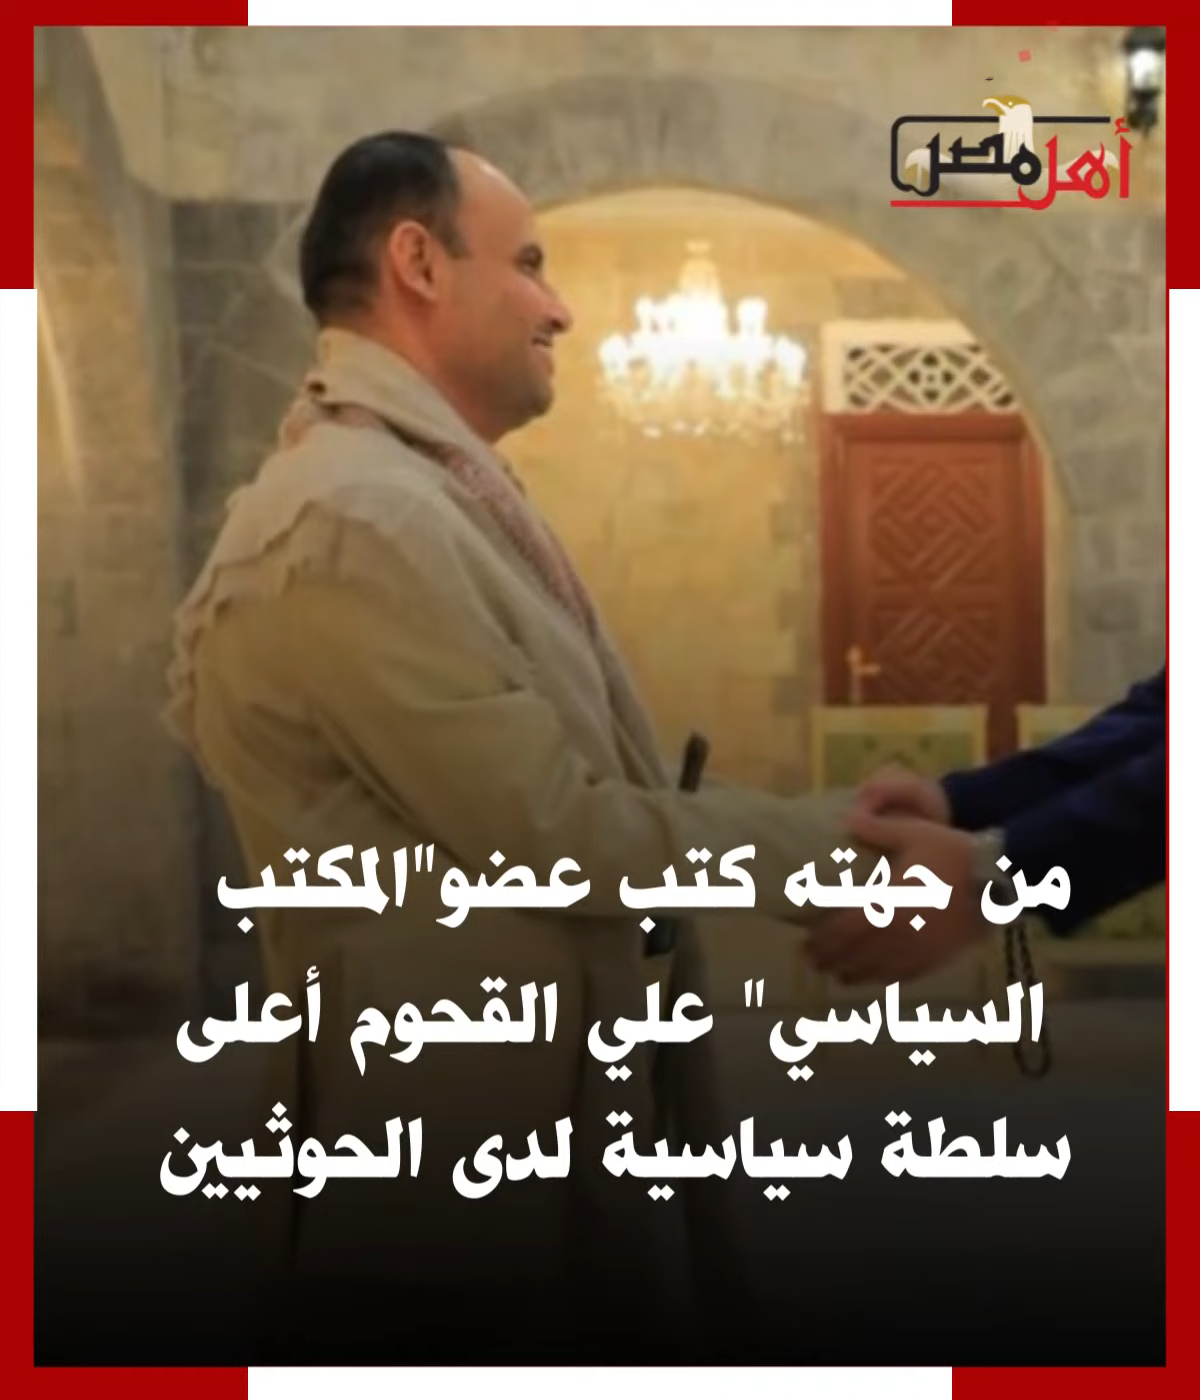 أهل مصر
من جهته كتب عضو"المكتب
السياسي" علي القحوم أعلى
سلطة سياسية لدى الحوثيين